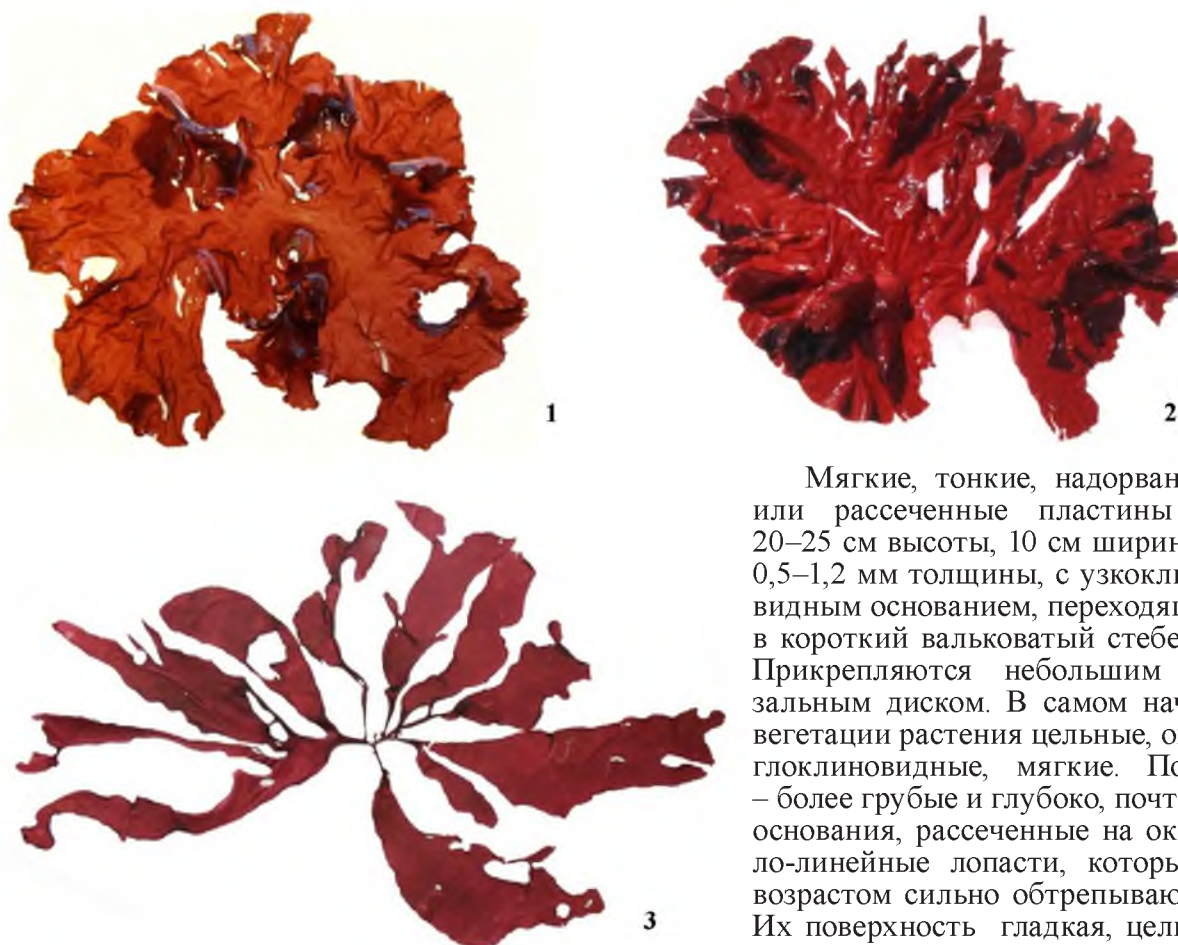 1
2
Мягкие, тонкие, надорван
или рассеченные пластины
20–25 см высоты, 10 см ширин
0,5–1,2 мм толщины, с узкокли
видным основанием, переходящ
в короткий вальковатый стебе
Прикрепляются небольшим
зальным диском. В самом нач
вегетации растения цельные, ок
глоклиновидные, мягкие. По
– более грубые и глубоко, почт
основания, рассеченные на ок
ло-линейные лопасти, которы
возрастом сильно обтрепываю
Их поверхность гладкая, цел
3